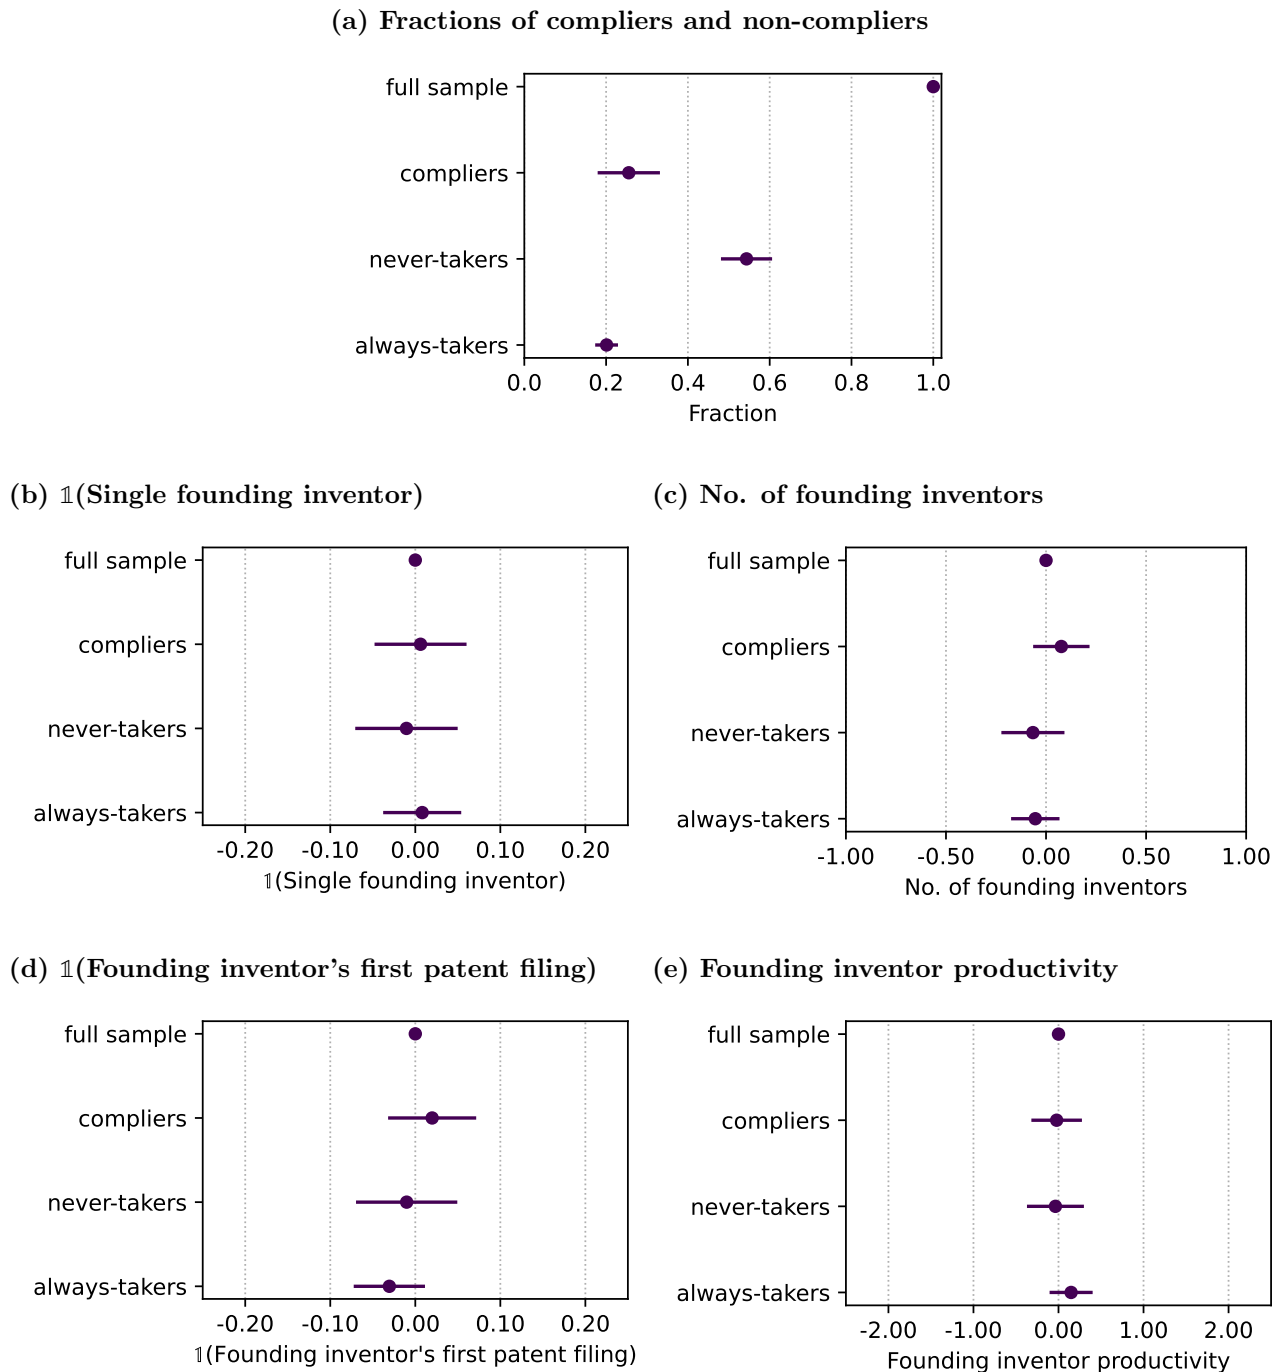 (a) Fractions of compliers and non-compliers
full sample
compliers
never-takers
always-takers
0.0 0.2 0.4 0.6 0.8 1.0
Fraction
(b) 𝟙(Single founding inventor)
full sample
compliers
never-takers
always-takers
-0.20 -0.10 0.00 0.10 0.20
𝟙(Single founding inventor)
(c) No. of founding inventors
full sample
compliers
never-takers
always-takers
-1.00 -0.50 0.00 0.50 1.00
No. of founding inventors
(d) 𝟙(Founding inventor’s first patent filing)
full sample
compliers
never-takers
always-takers
-0.20 -0.10 0.00 0.10 0.20
𝟙(Founding inventor's first patent filing)
(e) Founding inventor productivity
full sample
compliers
never-takers
always-takers
-2.00 -1.00 0.00 1.00 2.00
Founding inventor productivity